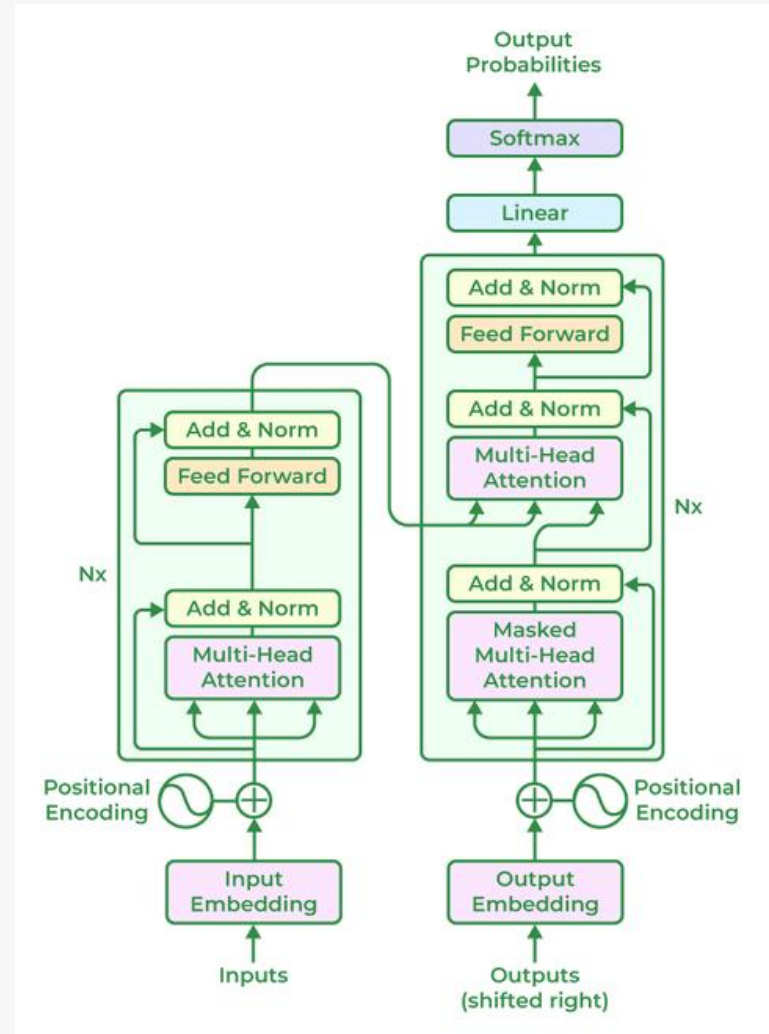 Output
Probabilities
Softmax
Linear
Add & Norm
Feed Forward
Add & Norm
Multi-Head
Attention
Nx
Add & Norm
Masked
Multi-Head
Attention
Positional
Encoding
Output
Embedding
Outputs
(shifted right)
Add & Norm
Feed Forward
Nx
Add & Norm
Multi-Head
Attention
Positional
Encoding
Input
Embedding
Inputs